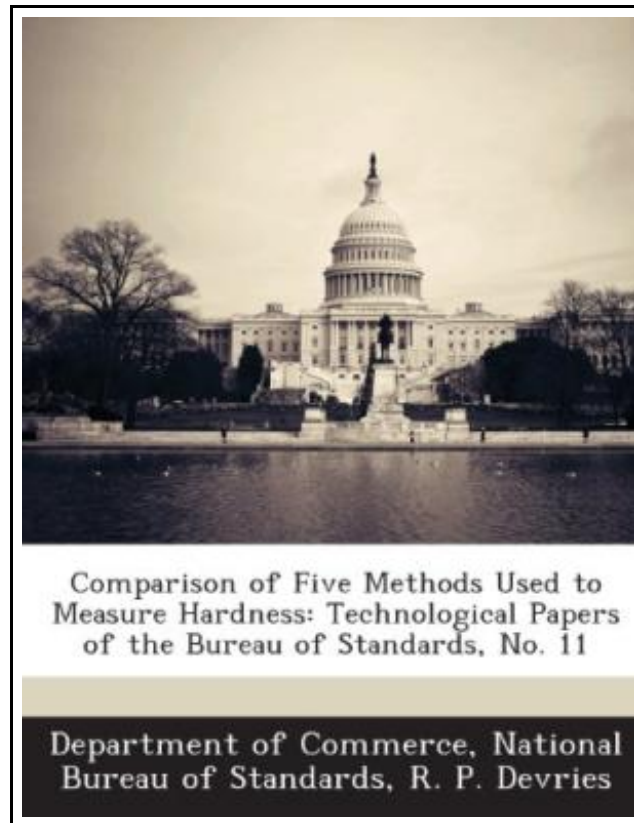 Comparison of Five Methods Used to
Measure Hardness: Technological Papers
of the Bureau of Standards, No. 11
Department of Commerce, National
Bureau of Standards, R. P. Devries